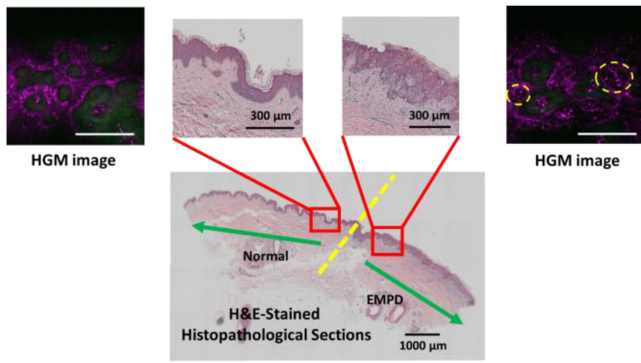 300 μm
300 μm
HGM image
HGM image
Normal
EMPD
H&E-Stained
Histopathological Sections
1000 μm